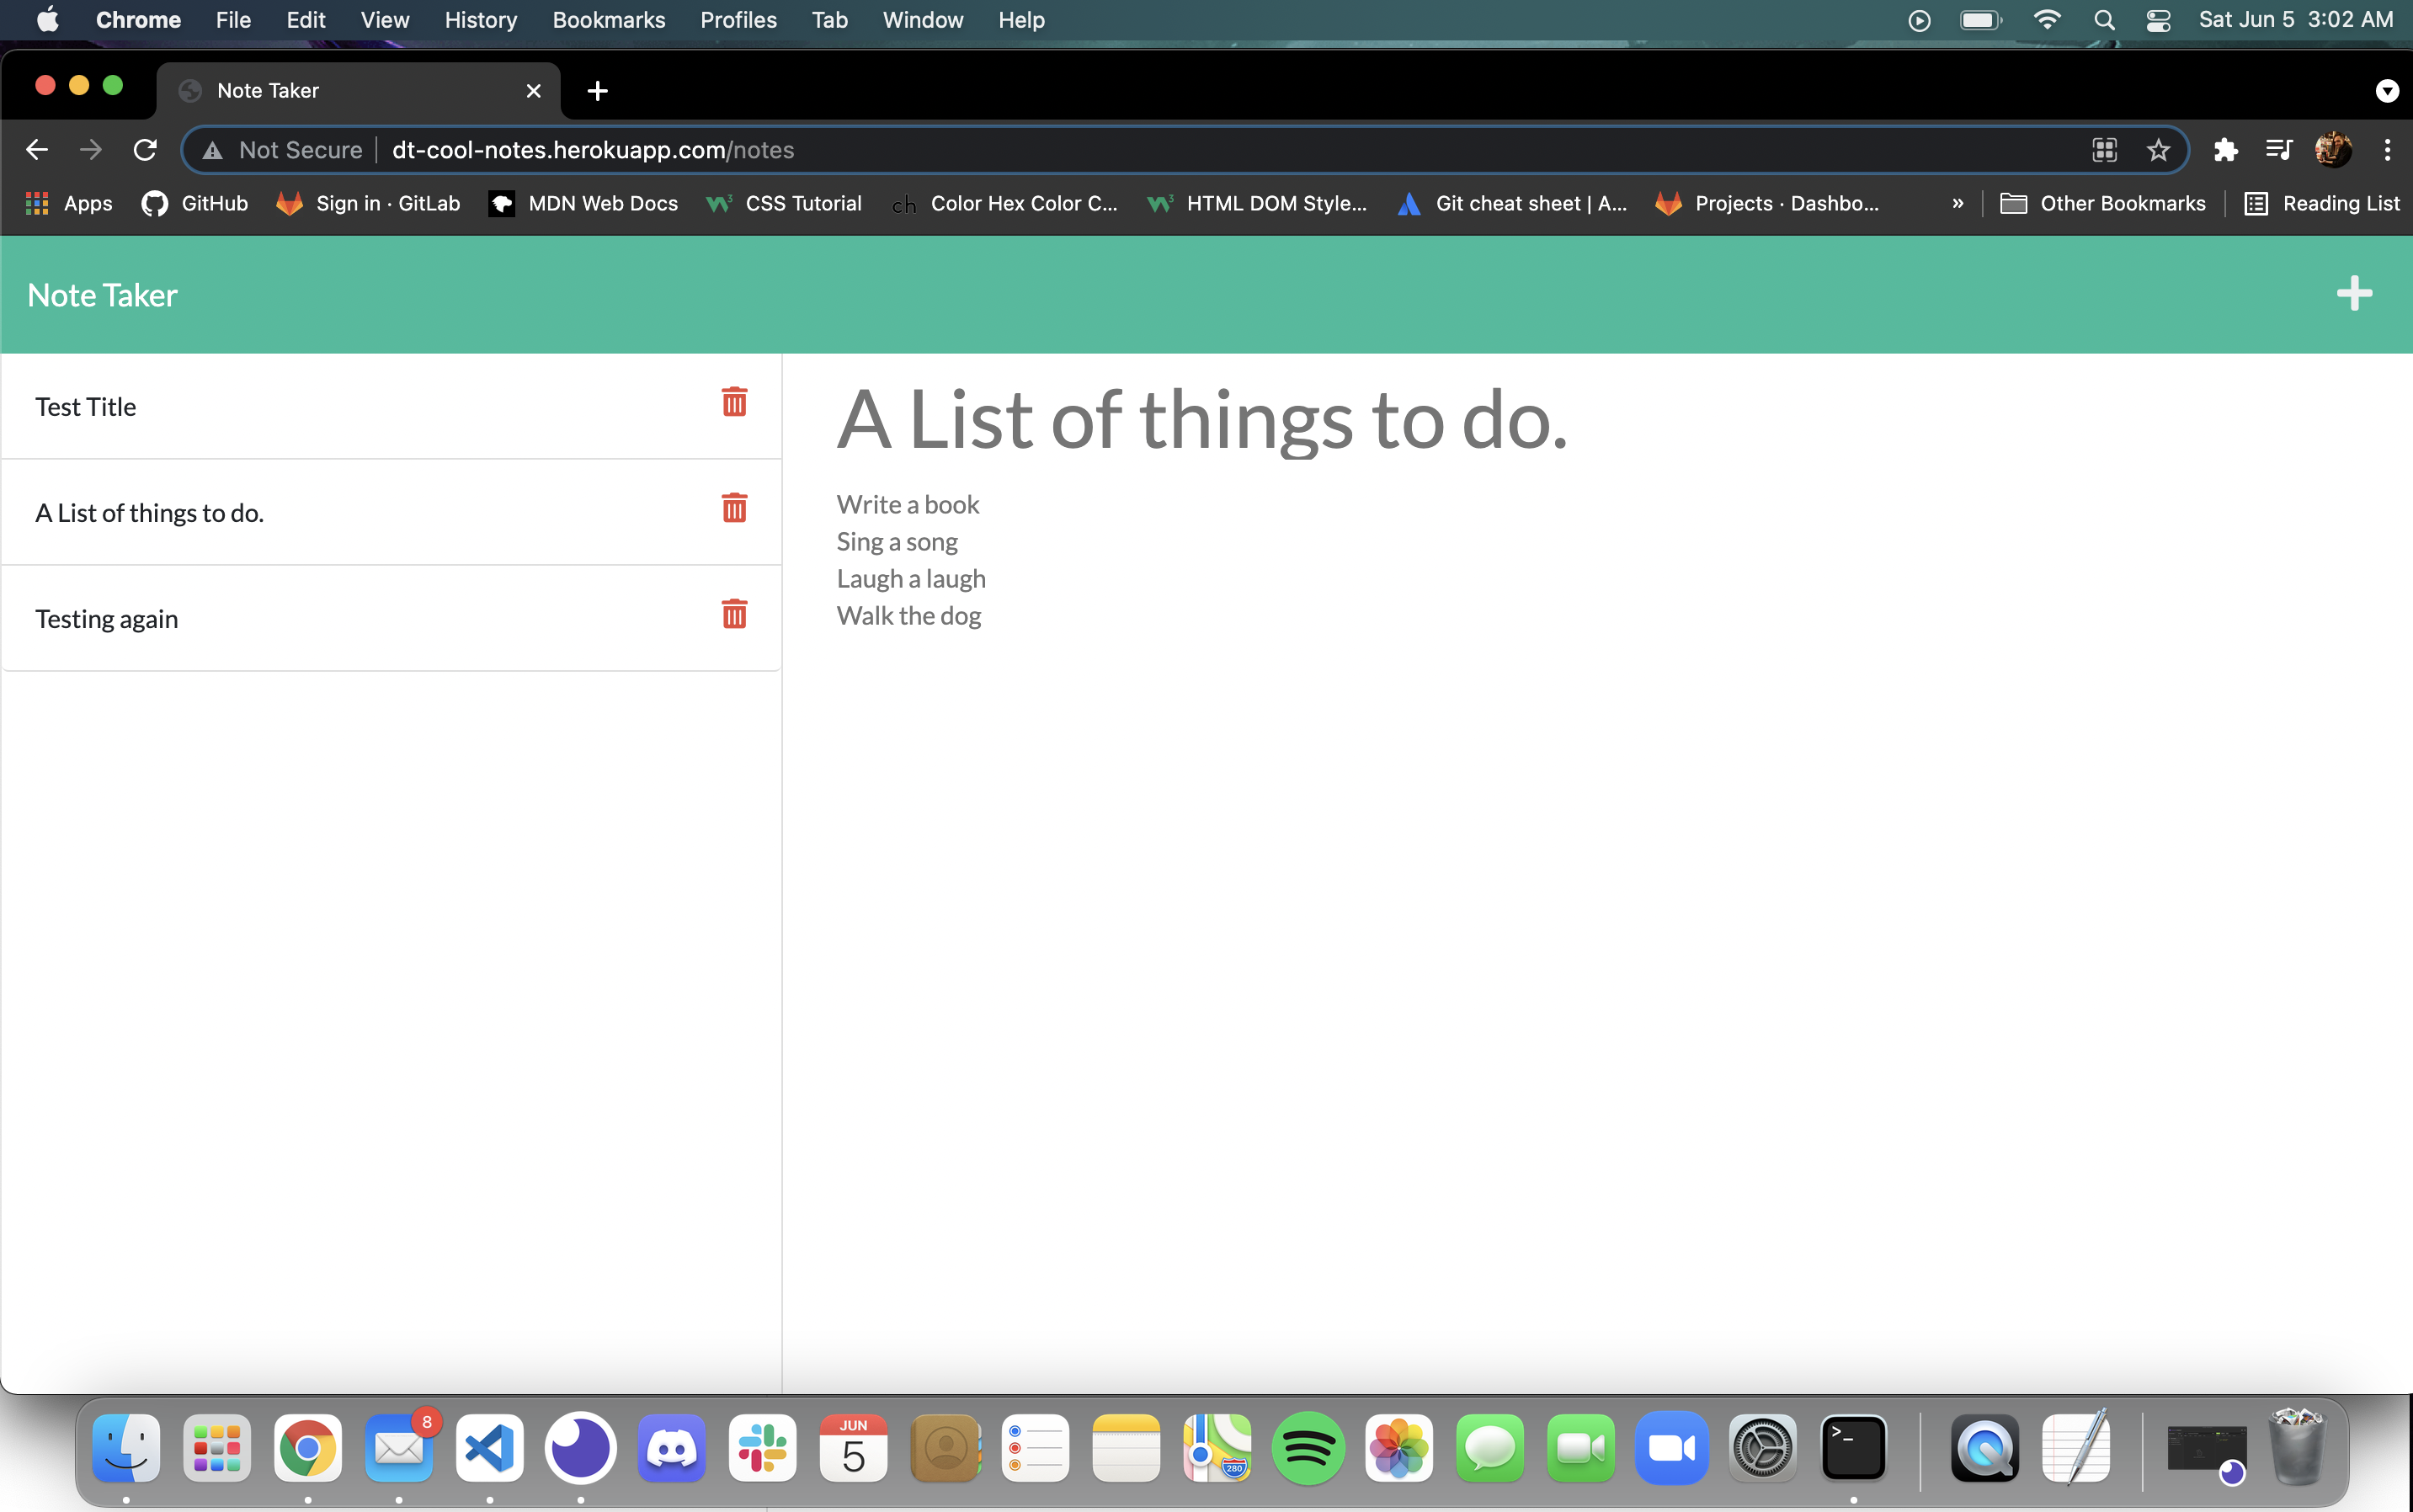 Chrome File Edit View History Bookmarks Profiles Tab Window Help Sat Jun 5 3:02 AM
Note Taker
Not Secure dt-cool-notes.herokuapp.com/notes
Apps GitHub Sign in · GitLab MDN Web Docs CSS Tutorial ch Color Hex Color C... HTML DOM Style... Git cheat sheet | A... Projects · Dashbo... » Other Bookmarks Reading List
Note Taker
Test Title
A List of things to do.
Testing again
A List of things to do.
Write a book
Sing a song
Laugh a laugh
Walk the dog
8
JUN
5
280
>_